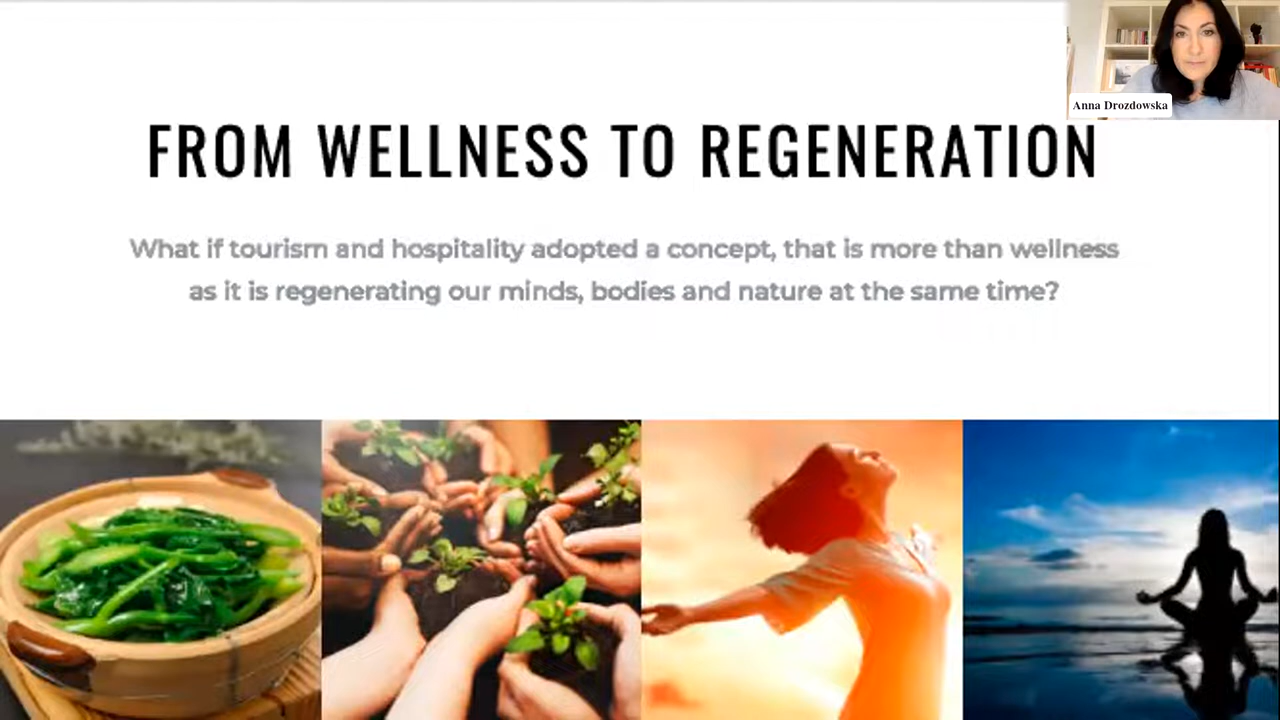 Anna Drozdowska
FROM WELLNESS TO REGENERATION
What if tourism and hospitality adopted a concept, that is more than wellness
as it is regenerating our minds, bodies and nature at the same time?